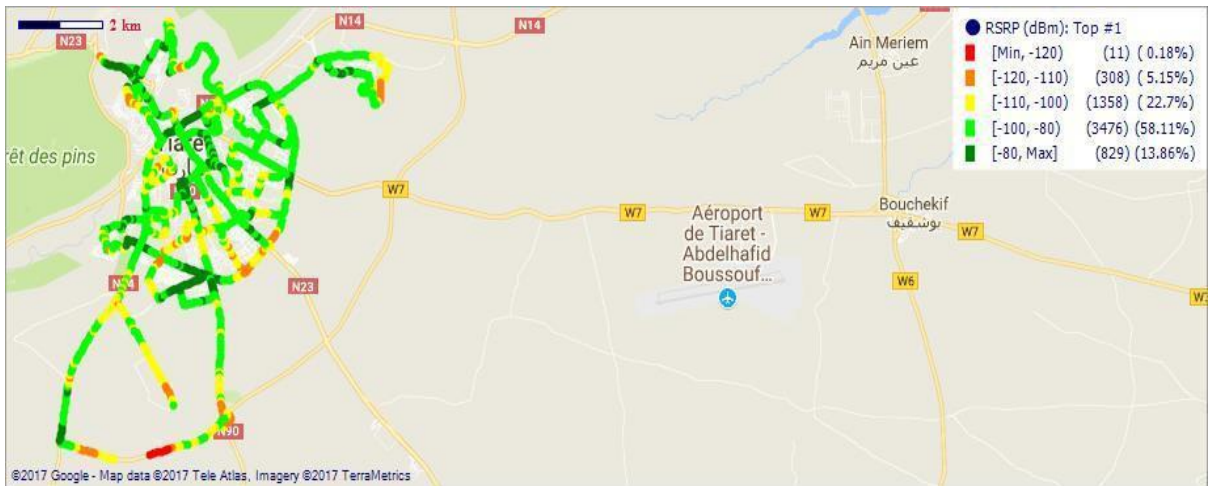 2 km
N23
N14
N14
RSRP (dBm): Top #1
[Min, -120) (11) ( 0.18%)
[-120, -110) (308) ( 5.15%)
[-110, -100) (1358) ( 22.7%)
[-100, -80) (3476) (58.11%)
[-80, Max] (829) (13.86%)
Ain Meriem
عين مريم
êt des pins
W7
W7
Aéroport
de Tiaret -
Abdelhafid
Boussouf...
W7
Bouchekif
بوشقيف
W7
W6
N23
N90
©2017 Google - Map data ©2017 Tele Atlas, Imagery ©2017 TerraMetrics